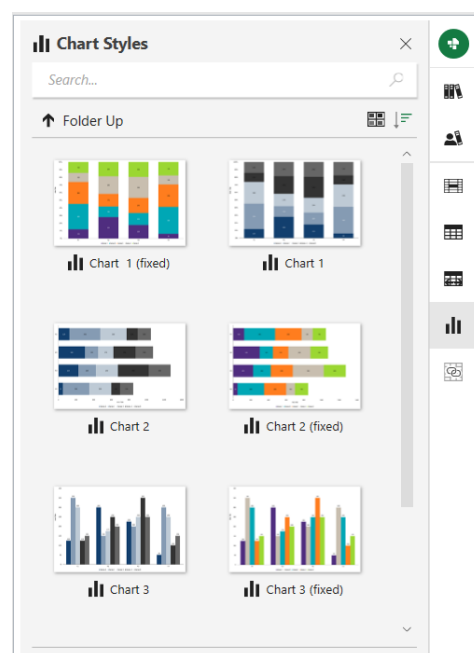 Chart Styles
Search...
Folder Up
Chart  1 (fixed)
Chart 1
Chart 2
Chart 2 (fixed)
Chart 3
Chart 3 (fixed)